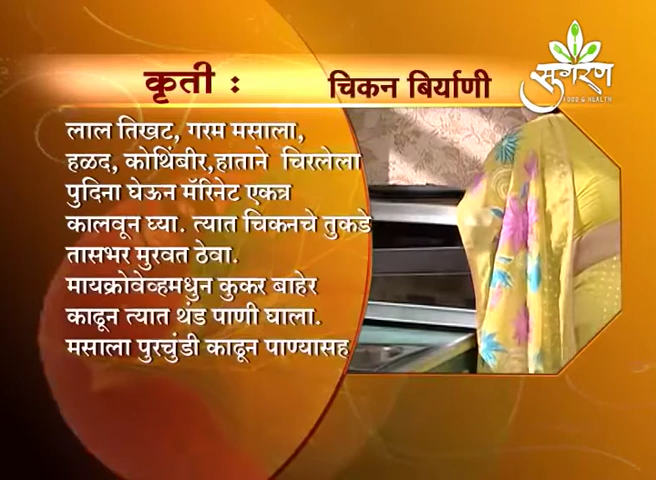 कृती : चिकन बिर्याणी
सुगरण
FOOD & HEALTH
लाल तिखट, गरम मसाला,
हळद, कोथिंबीर,हाताने चिरलेला
पुदिना घेऊन मॅरिनेट एकत्र
कालवून घ्या. त्यात चिकनचे तुकडे
तासभर मुरवत ठेवा.
मायक्रोवेव्हमधुन कुकर बाहेर
काढून त्यात थंड पाणी घाला.
मसाला पुरचुंडी काढून पाण्यासह